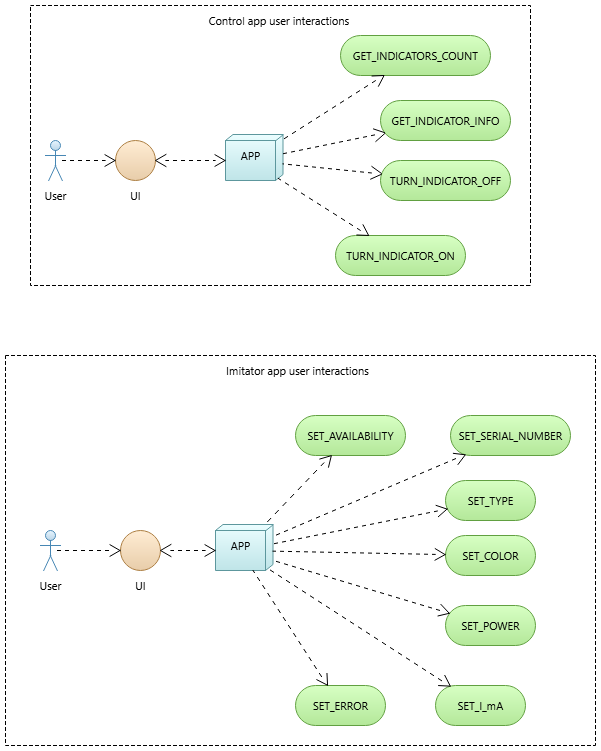 Control app user interactions
GET_INDICATORS_COUNT
GET_INDICATOR_INFO
APP
TURN_INDICATOR_OFF
User
UI
TURN_INDICATOR_ON
Imitator app user interactions
SET_AVAILABILITY
SET_SERIAL_NUMBER
SET_TYPE
APP
SET_COLOR
User
UI
SET_POWER
SET_ERROR
SET_I_mA